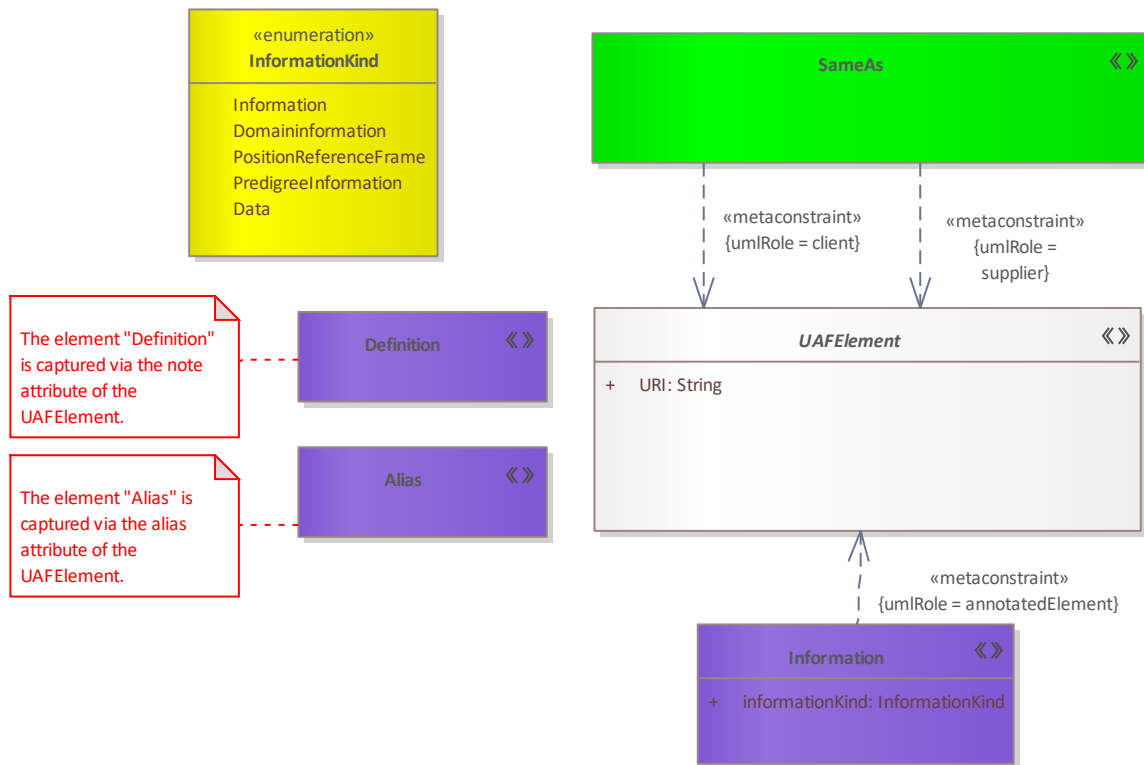 «enumeration»
InformationKind
Information
Domaininformation
PositionReferenceFrame
PredigreeInformation
Data
SameAs
«metaconstraint»
{umlRole = client}
«metaconstraint»
{umlRole =
supplier}
The element "Definition"
is captured via the note
attribute of the
UAFElement.
Definition
UAFElement
+ URI: String
The element "Alias" is
captured via the alias
attribute of the
UAFElement.
Alias
«metaconstraint»
{umlRole = annotatedElement}
Information
+ informationKind: InformationKind